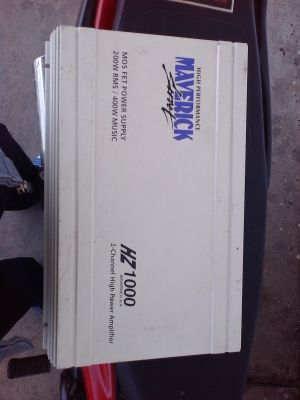 HIGH PERFORMANCE
MAVERICK
MOS FET POWER SUPPLY
200W RMS / 400W MUSIC
HZ1000
2-Channel High Power Amplifier